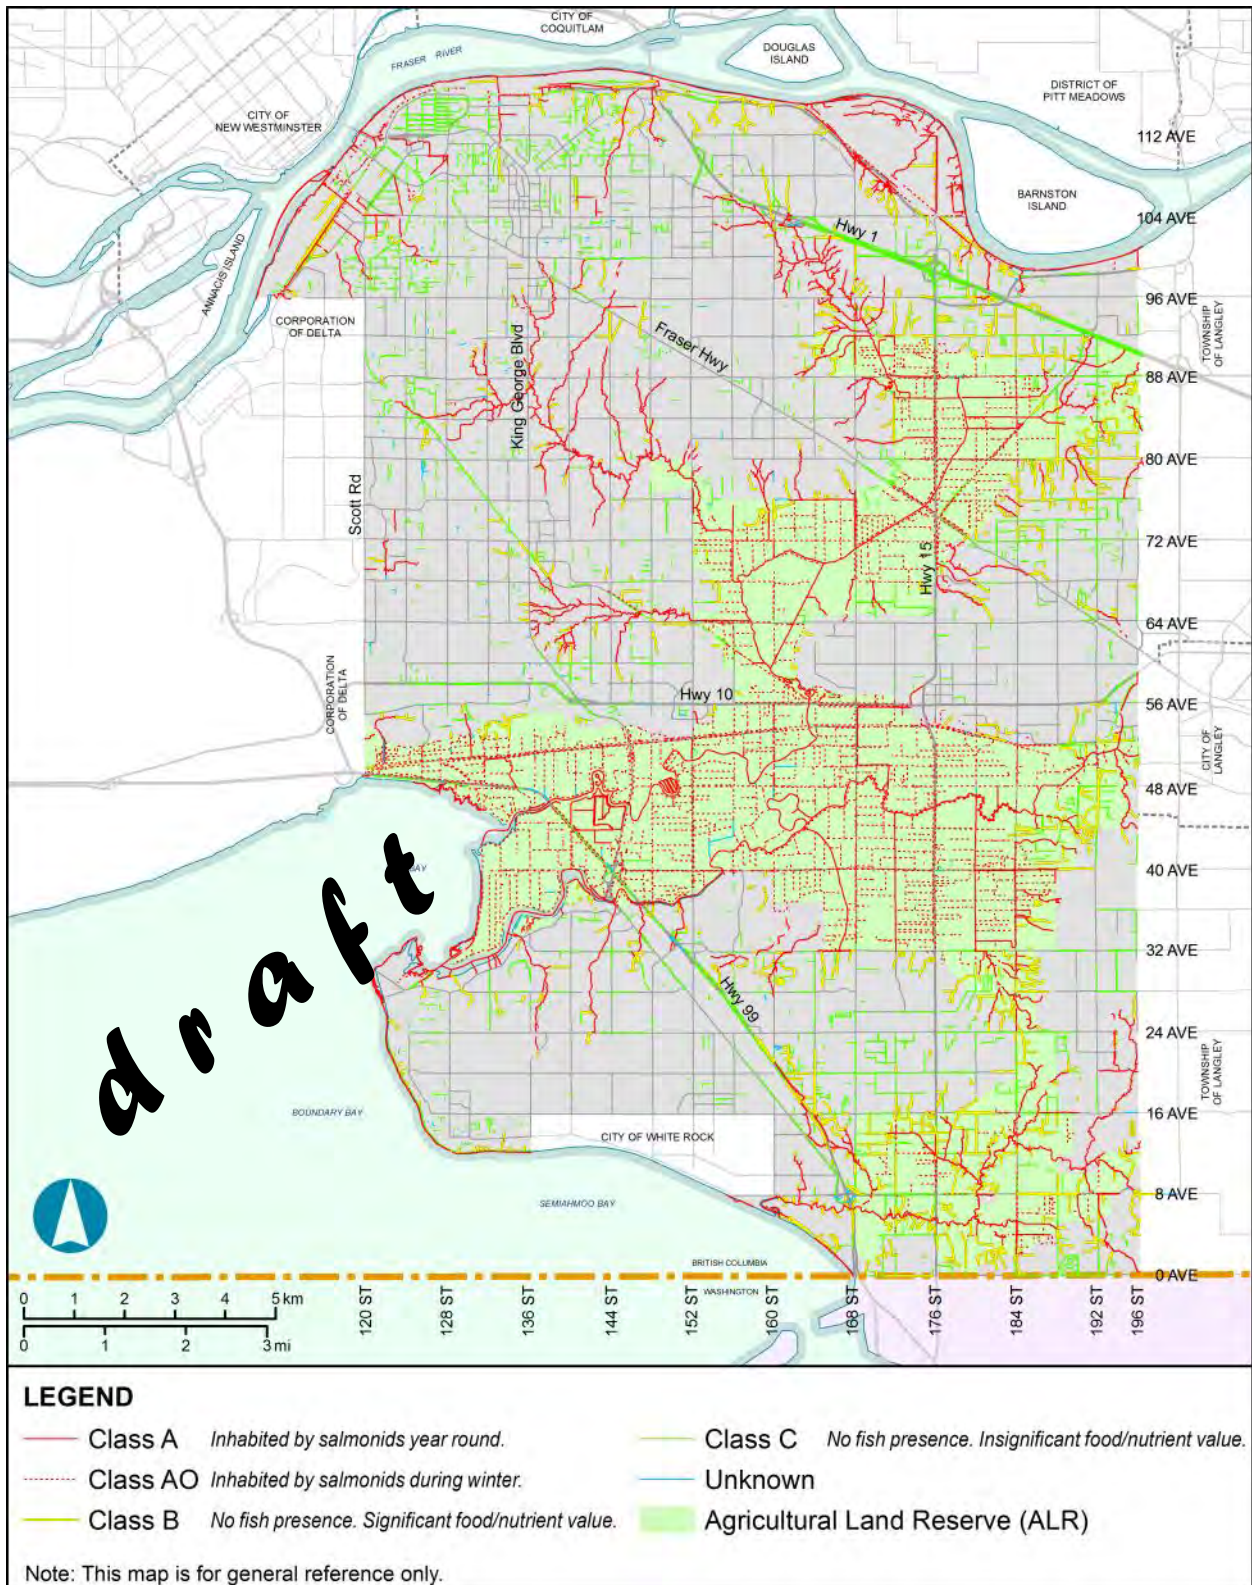 CITY OF
COQUITLAM
DOUGLAS
ISLAND
FRASER RIVER
DISTRICT OF
PITT MEADOWS
CITY OF
NEW WESTMINSTER
112 AVE
BARNSTON
ISLAND
104 AVE
Hwy 1
ANNACIS ISLAND
96 AVE
CORPORATION
OF DELTA
TOWNSHIP
OF LANGLEY
King George Blvd
Fraser Hwy
88 AVE
80 AVE
Scott Rd
72 AVE
Hwy 15
64 AVE
CORPORATION
OF DELTA
Hwy 10
56 AVE
CITY OF
LANGLEY
48 AVE
draft
BAY
40 AVE
32 AVE
Hwy 99
24 AVE
TOWNSHIP
OF LANGLEY
BOUNDARY BAY
16 AVE
CITY OF WHITE ROCK
8 AVE
SEMIAHMOO BAY
BRITISH COLUMBIA
0 AVE
WASHINGTON
0 1 2 3 4 5 km
0 1 2 3 mi
120 ST
128 ST
136 ST
144 ST
152 ST
160 ST
168 ST
176 ST
184 ST
192 ST
196 ST
LEGEND
Class A Inhabited by salmonids year round.
Class AO Inhabited by salmonids during winter.
Class B No fish presence. Significant food/nutrient value.
Class C No fish presence. Insignificant food/nutrient value.
Unknown
Agricultural Land Reserve (ALR)
Note: This map is for general reference only.